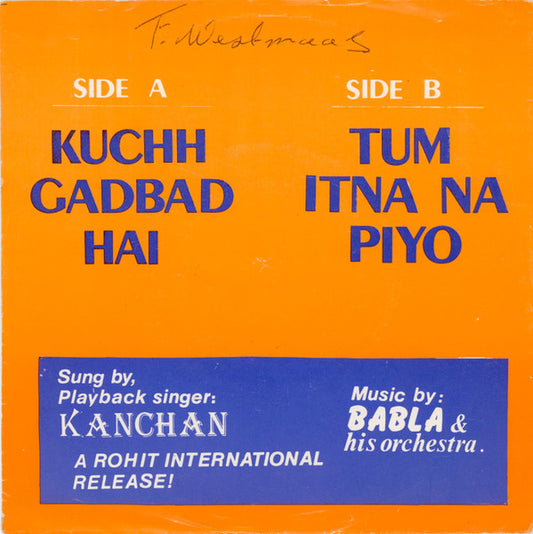 F. Westmaas
SIDE A
KUCHH
GADBAD
HAI
SIDE B
TUM
ITNA NA
PIYO
Sung by,
Playback singer:
KANCHAN
A ROHIT INTERNATIONAL
RELEASE!
Music by:
BABLA &
his orchestra.